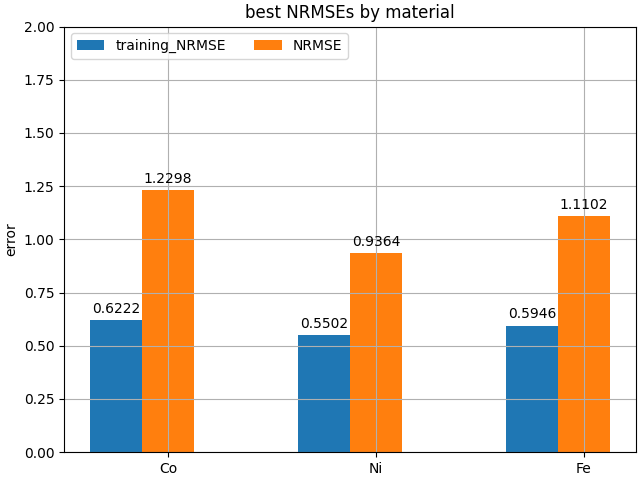 best NRMSEs by material
training_NRMSE
NRMSE
error
2.00
1.75
1.50
1.25
1.00
0.75
0.50
0.25
0.00
0.6222
1.2298
0.5502
0.9364
0.5946
1.1102
Co
Ni
Fe